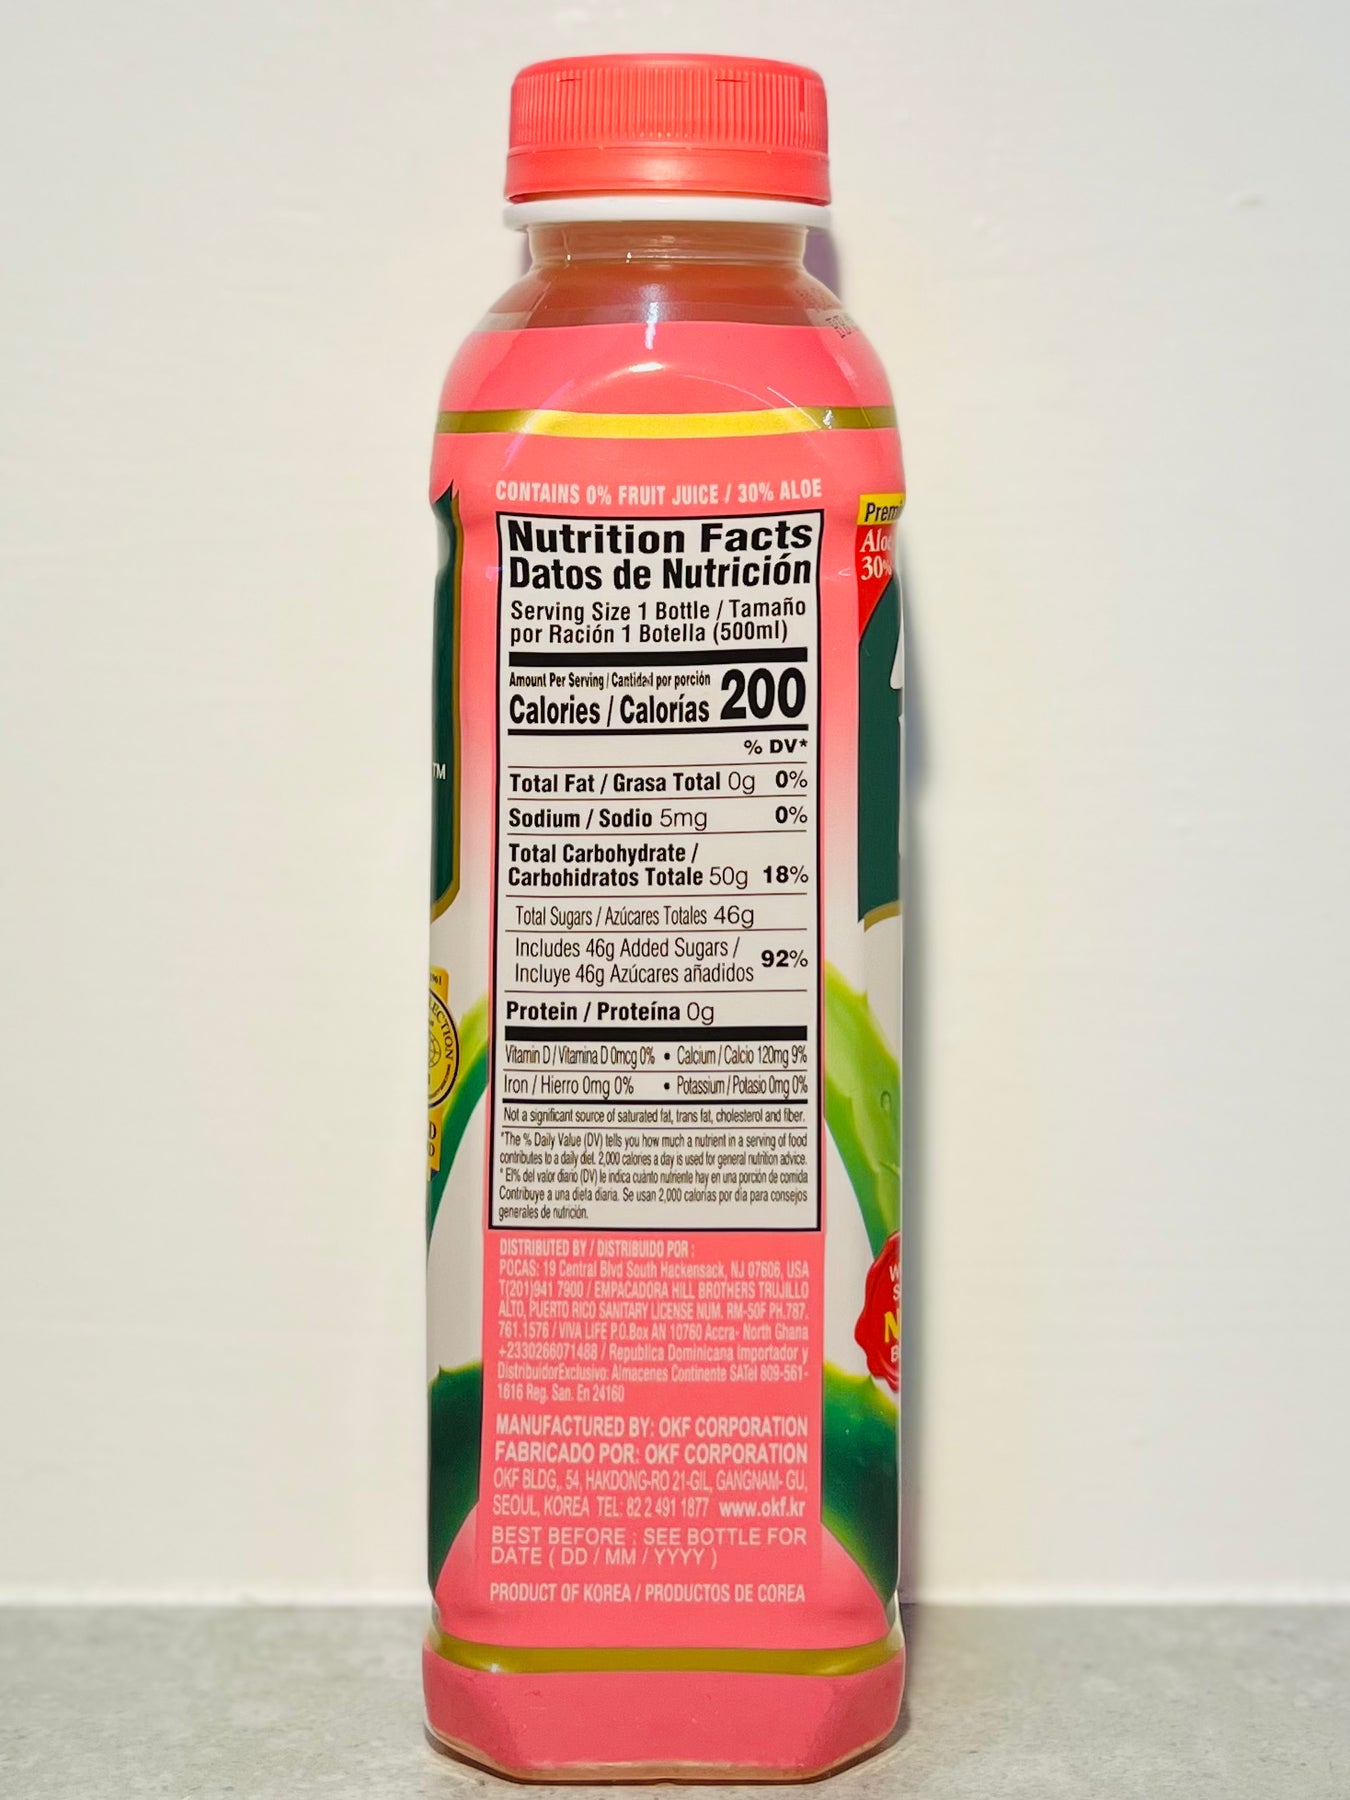 CONTAINS 0% FRUIT JUICE / 30% ALOE
Nutrition Facts
Datos de Nutrición
Serving Size 1 Bottle / Tamaño
por Ración 1 Botella (500ml)
Amount Per Serving / Cantidad por porción
Calories / Calorías 200
% DV*
Total Fat / Grasa Total 0g 0%
Sodium / Sodio 5mg 0%
Total Carbohydrate /
Carbohidratos Totale 50g 18%
Total Sugars / Azúcares Totales 46g
Includes 46g Added Sugars /
Incluye 46g Azúcares añadidos 92%
Protein / Proteína 0g
Vitamin D / Vitamina D 0mcg 0% • Calcium / Calcio 120mg 9%
Iron / Hierro 0mg 0% • Potassium / Potasio 0mg 0%
Not a significant source of saturated fat, trans fat, cholesterol and fiber.
*The % Daily Value (DV) tells you how much a nutrient in a serving of food
contributes to a daily diet. 2,000 calories a day is used for general nutrition advice.
* El% del valor diario (DV) le indica cuánto nutriente hay en una porción de comida
Contribuye a una dieta diaria. Se usan 2,000 calorias por día para consejos
generales de nutrición.
DISTRIBUTED BY / DISTRIBUIDO POR :
POCAS: 19 Central Blvd South Hackensack, NJ 07606, USA
T(201)941 7900 / EMPACADORA HILL BROTHERS TRUJILLO
ALTO, PUERTO RICO SANITARY LICENSE NUM. RM-50F PH.787.
761.1576 / VIVA LIFE P.O.Box AN 10760 Accra- North Ghana
+2330266071488 / Republica Dominicana Importador y
DistribuidorExclusivo: Almacenes Continente SATel 809-561-
1616 Reg. San. En 24160
MANUFACTURED BY: OKF CORPORATION
FABRICADO POR: OKF CORPORATION
OKF BLDG,. 54, HAKDONG-RO 21-GIL, GANGNAM- GU,
SEOUL, KOREA TEL: 82 2 491 1877 www.okf.kr
BEST BEFORE : SEE BOTTLE FOR
DATE ( DD / MM / YYYY )
PRODUCT OF KOREA / PRODUCTOS DE COREA
TM
Aloe
30%